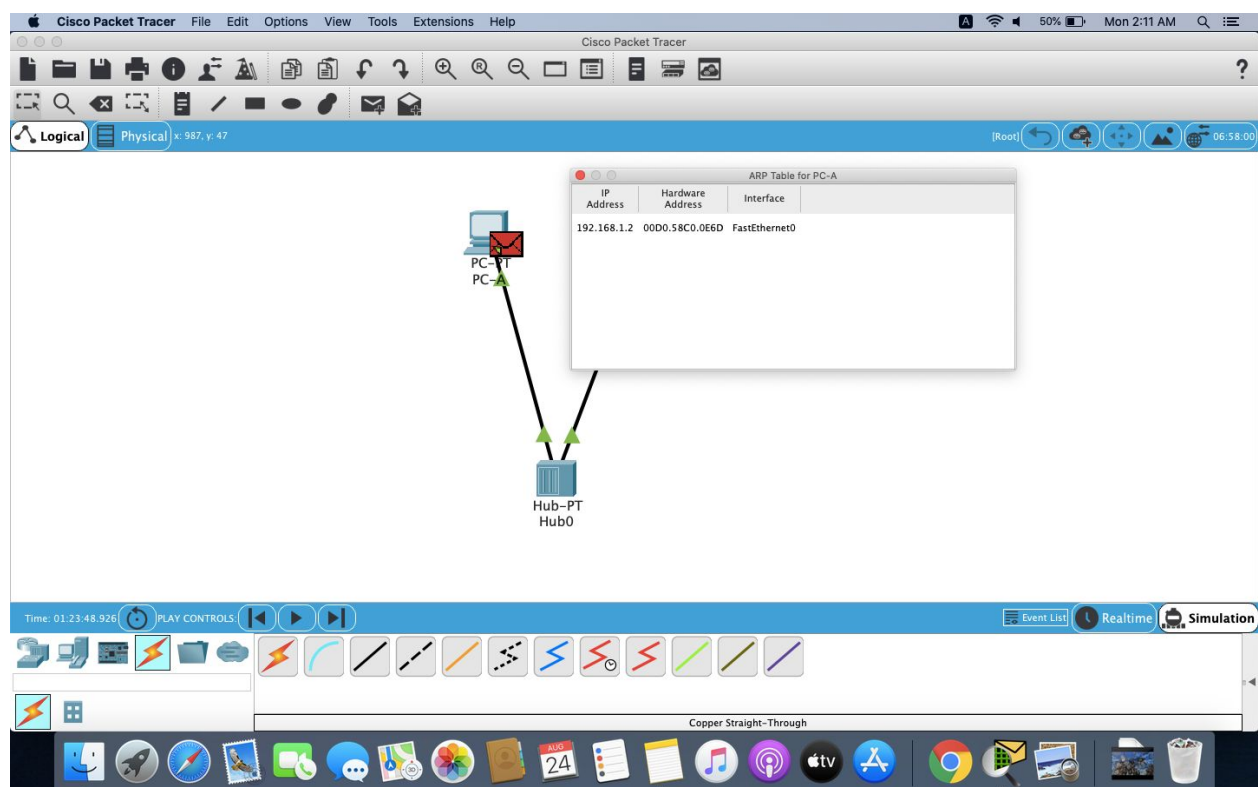 Cisco Packet Tracer File Edit Options View Tools Extensions Help A 50% Mon 2:11 AM
Cisco Packet Tracer
?
Logical Physical x: 987, y: 47 [Root] 06:58:00
ARP Table for PC-A
IP Address Hardware Address Interface
192.168.1.2 00D0.58C0.0E6D FastEthernet0
PC-PT
PC-A
Hub-PT
Hub0
Time: 01:23:48.926 PLAY CONTROLS: Event List Realtime Simulation
Copper Straight-Through
AUG
24
tv